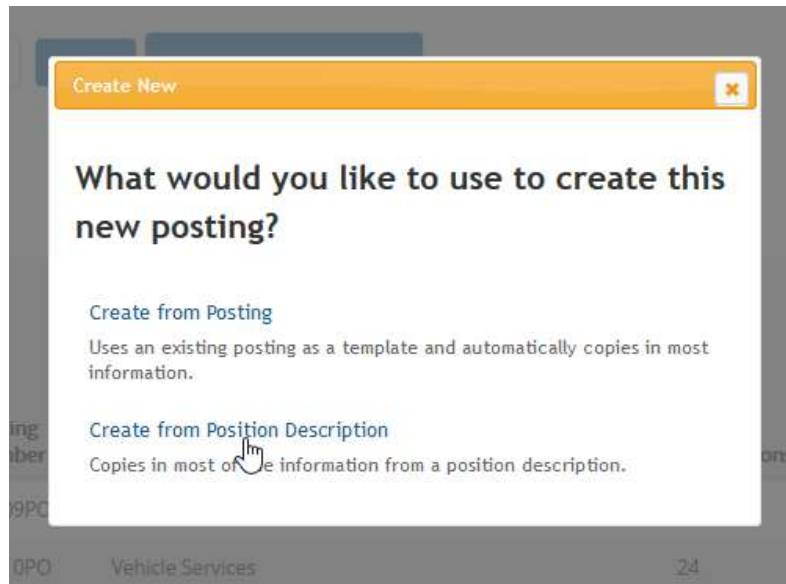 Create New
What would you like to use to create this
new posting?
Create from Posting
Uses an existing posting as a template and automatically copies in most
information.
Create from Position Description
Copies in most of information from a position description.
Vehicle Services 24